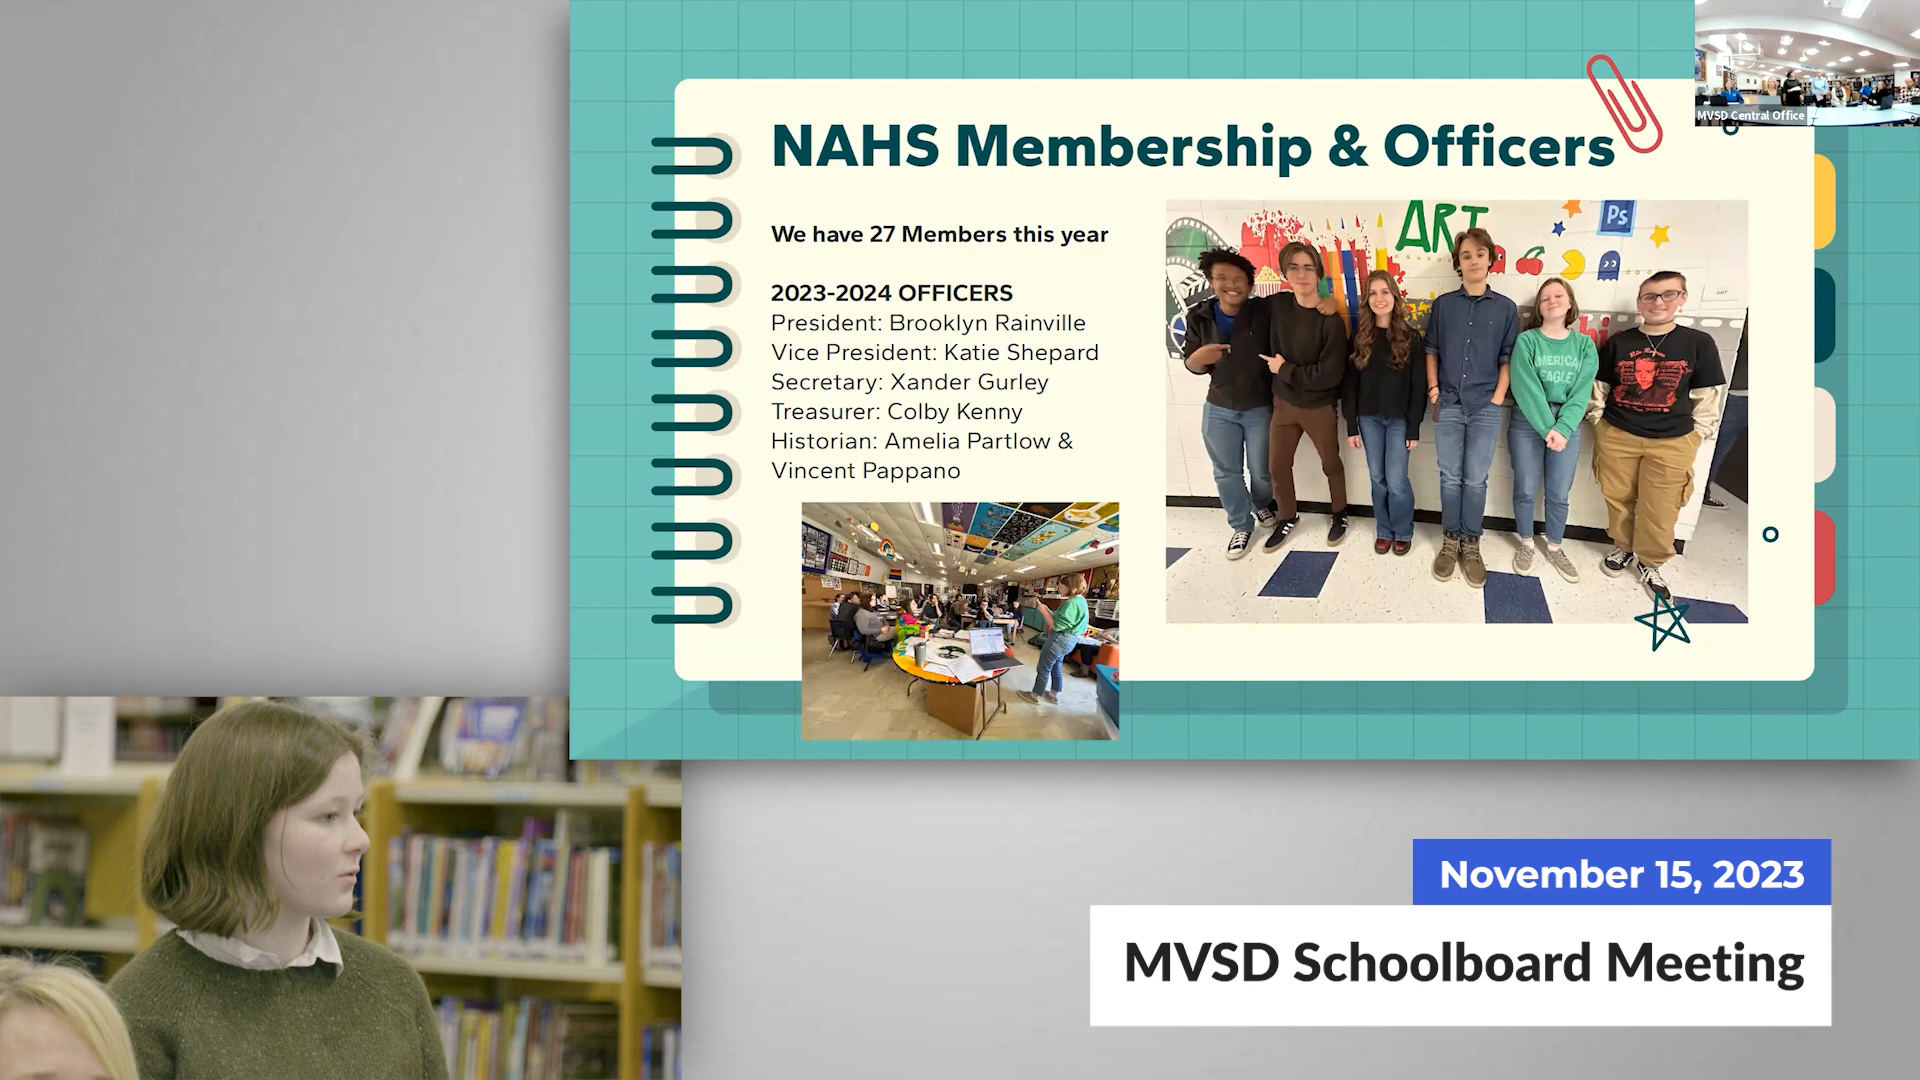 NAHS Membership & Officers
MVSD Central Office
We have 27 Members this year
2023-2024 OFFICERS
President: Brooklyn Rainville
Vice President: Katie Shepard
Secretary: Xander Gurley
Treasurer: Colby Kenny
Historian: Amelia Partlow &
Vincent Pappano
ART
Ps
AMERICAN
EAGLE
November 15, 2023
MVSD Schoolboard Meeting